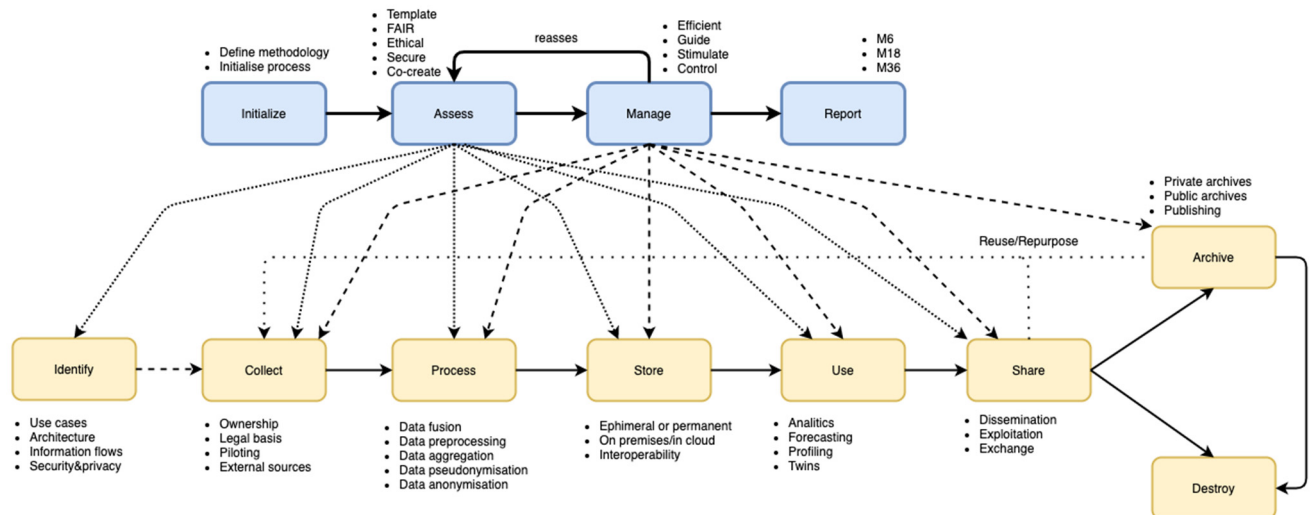 • Define methodology
• Initialise process
• Template
• FAIR
• Ethical
• Secure
• Co-create
reasses
• Efficient
• Guide
• Stimulate
• Control
• M6
• M18
• M36
Initialize
Assess
Manage
Report
• Private archives
• Public archives
• Publishing
Reuse/Repurpose
Archive
Identify
Collect
Process
Store
Use
Share
• Use cases
• Architecture
• Information flows
• Security&privacy
• Ownership
• Legal basis
• Piloting
• External sources
• Data fusion
• Data preprocessing
• Data aggregation
• Data pseudonymisation
• Data anonymisation
• Ephimeral or permanent
• On premises/in cloud
• Interoperability
• Analitics
• Forecasting
• Profiling
• Twins
• Dissemination
• Exploitation
• Exchange
Destroy